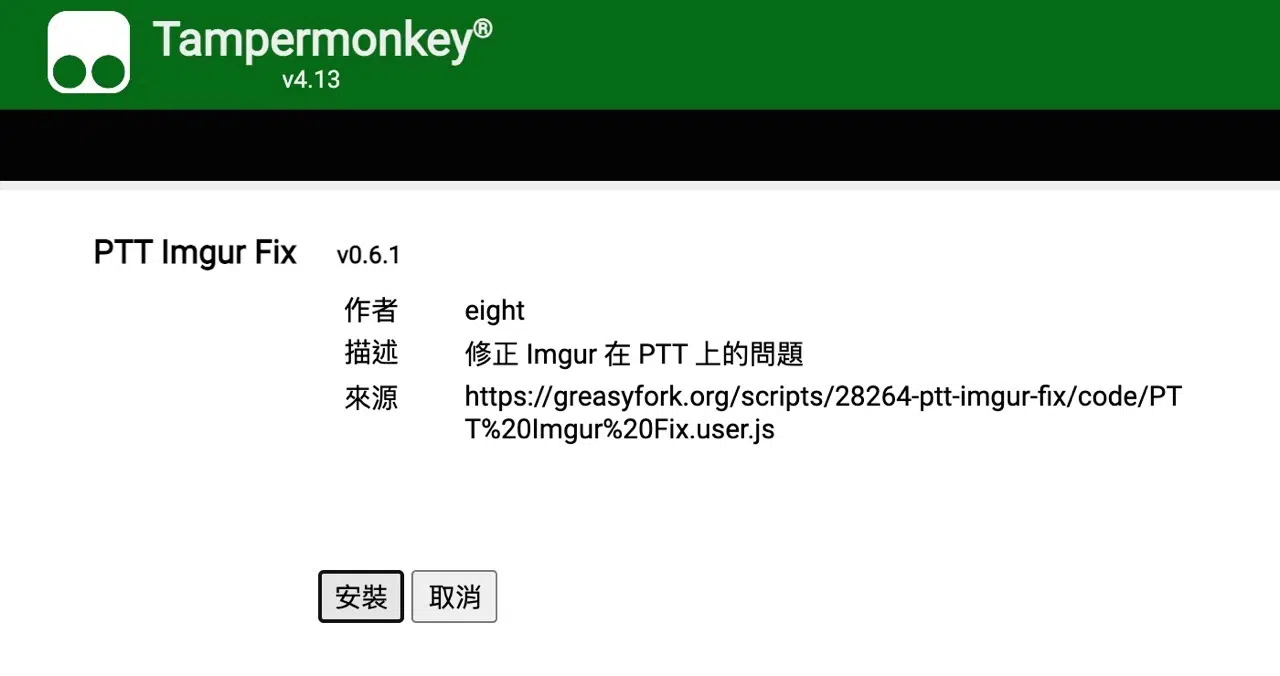 Tampermonkey®
v4.13
PTT Imgur Fix v0.6.1
作者 eight
描述 修正 Imgur 在 PTT 上的問題
來源 https://greasyfork.org/scripts/28264-ptt-imgur-fix/code/PT
T%20Imgur%20Fix.user.js
安裝 取消